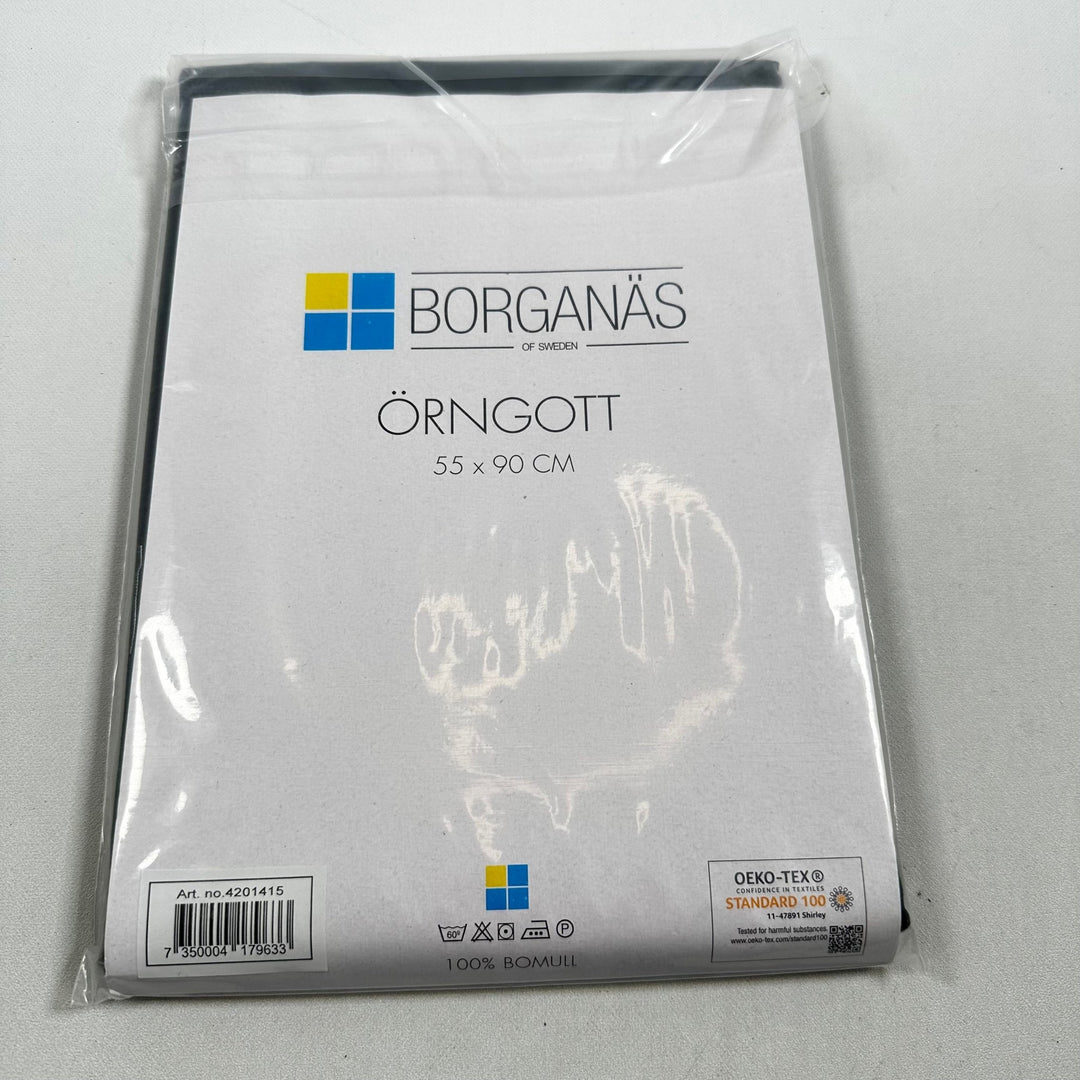 BORGANÄS
OF SWEDEN
ÖRNGOTT
55 x 90 CM
Art. no.4201415
7 350004 179633
60°
P
100% BOMULL
OEKO-TEX®
CONFIDENCE IN TEXTILES
STANDARD 100
11-47891 Shirley
Tested for harmful substances.
www.oeko-tex.com/standard100